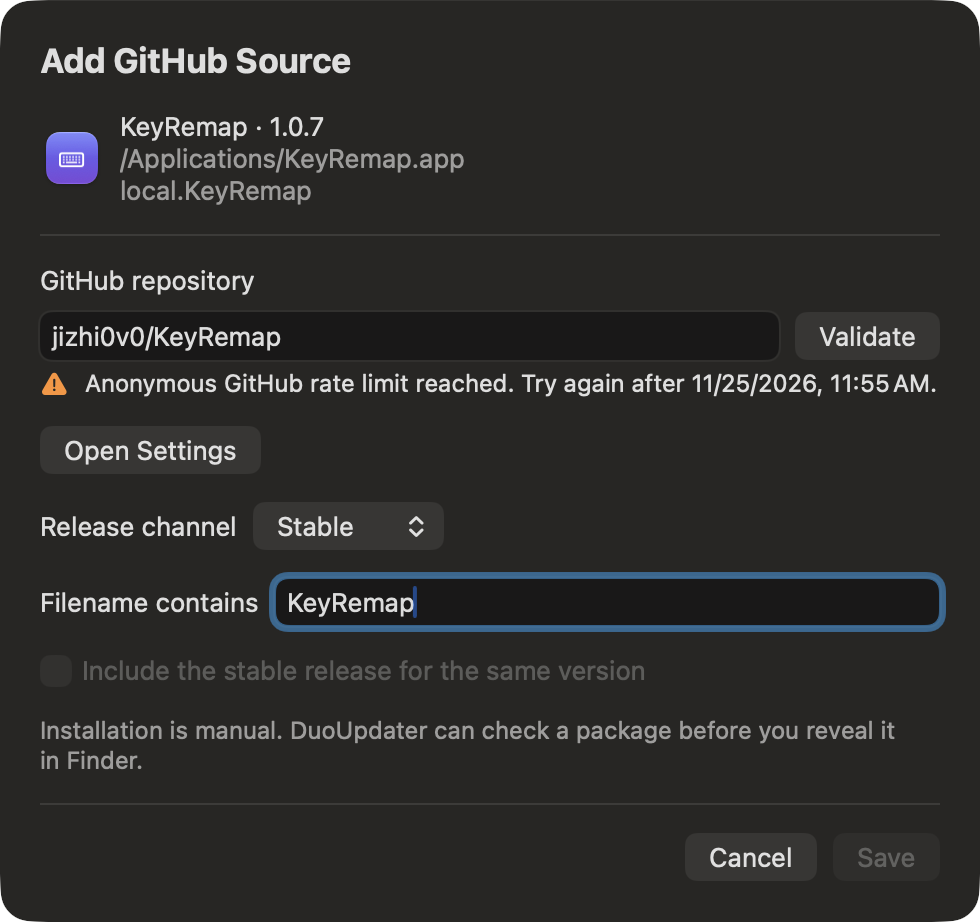 Add GitHub Source
KeyRemap · 1.0.7
/Applications/KeyRemap.app
local.KeyRemap
GitHub repository
jizhi0v0/KeyRemap
Validate
Anonymous GitHub rate limit reached. Try again after 11/25/2026, 11:55 AM.
Open Settings
Release channel
Stable
Filename contains
KeyRemap
Include the stable release for the same version
Installation is manual. DuoUpdater can check a package before you reveal it
in Finder.
Cancel
Save